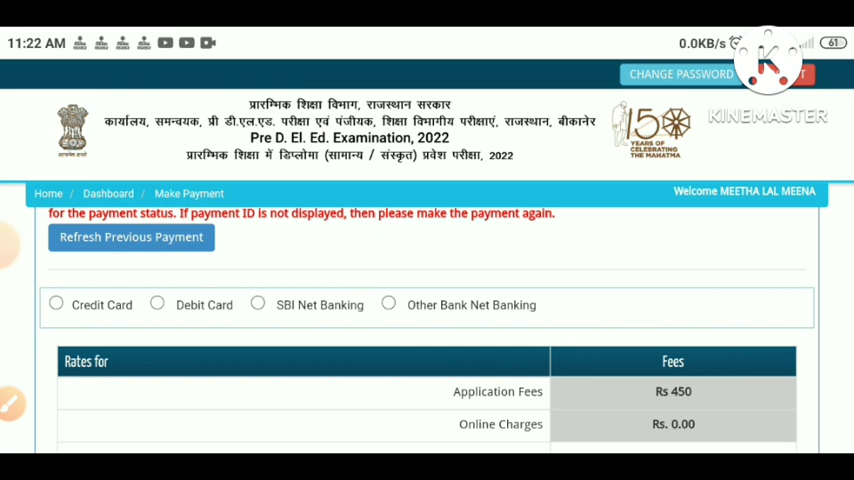 11:22 AM
0.0KB/s
61
CHANGE PASSWORD
KINEMASTER
प्रारम्भिक शिक्षा विभाग, राजस्थान सरकार
कार्यालय, समन्वयक, प्री डी.एल.एड. परीक्षा एवं पंजीयक, शिक्षा विभागीय परीक्षाएं, राजस्थान, बीकानेर
Pre D. El. Ed. Examination, 2022
प्रारम्भिक शिक्षा में डिप्लोमा (सामान्य / संस्कृत) प्रवेश परीक्षा, 2022
150
YEARS OF
CELEBRATING
THE MAHATMA
Home / Dashboard / Make Payment
Welcome MEETHA LAL MEENA
for the payment status. If payment ID is not displayed, then please make the payment again.
Refresh Previous Payment
Credit Card Debit Card SBI Net Banking Other Bank Net Banking
Rates for Fees
Application Fees Rs 450
Online Charges Rs. 0.00